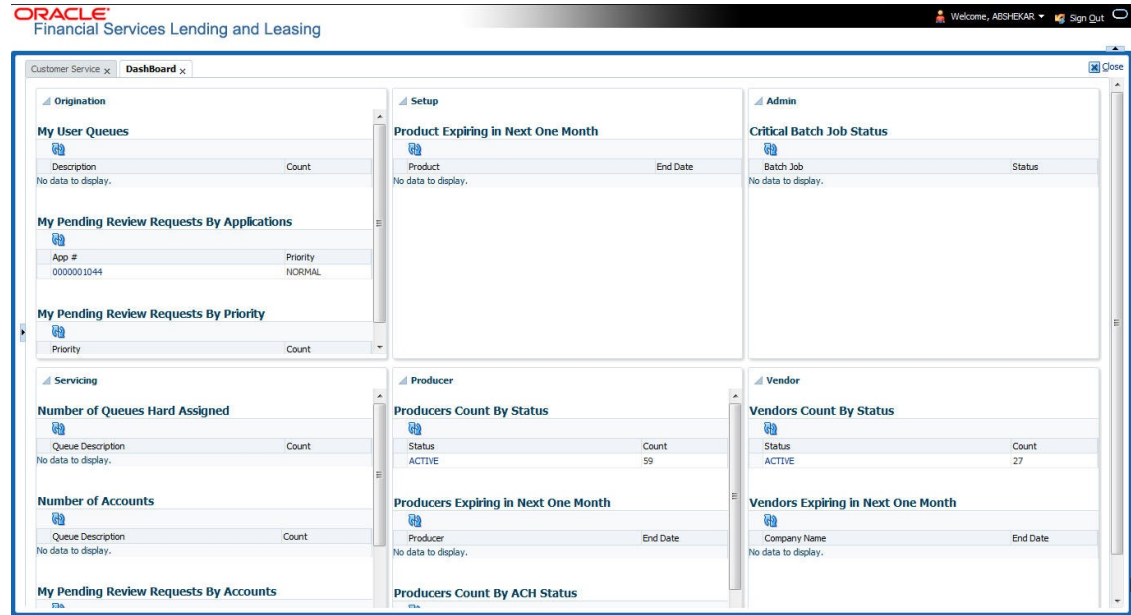 ORACLE
Financial Services Lending and Leasing
Welcome, ABSHEKAR
Sign Out
Customer Service
DashBoard
Close
Origination
My User Queues
Description Count
No data to display.
My Pending Review Requests By Applications
App # Priority
0000001044 NORMAL
My Pending Review Requests By Priority
Priority Count
Setup
Product Expiring in Next One Month
Product End Date
No data to display.
Admin
Critical Batch Job Status
Batch Job Status
No data to display.
Servicing
Number of Queues Hard Assigned
Queue Description Count
No data to display.
Number of Accounts
Queue Description Count
No data to display.
My Pending Review Requests By Accounts
Producer
Producers Count By Status
Status Count
ACTIVE 59
Producers Expiring in Next One Month
Producer End Date
No data to display.
Producers Count By ACH Status
Vendor
Vendors Count By Status
Status Count
ACTIVE 27
Vendors Expiring in Next One Month
Company Name End Date
No data to display.